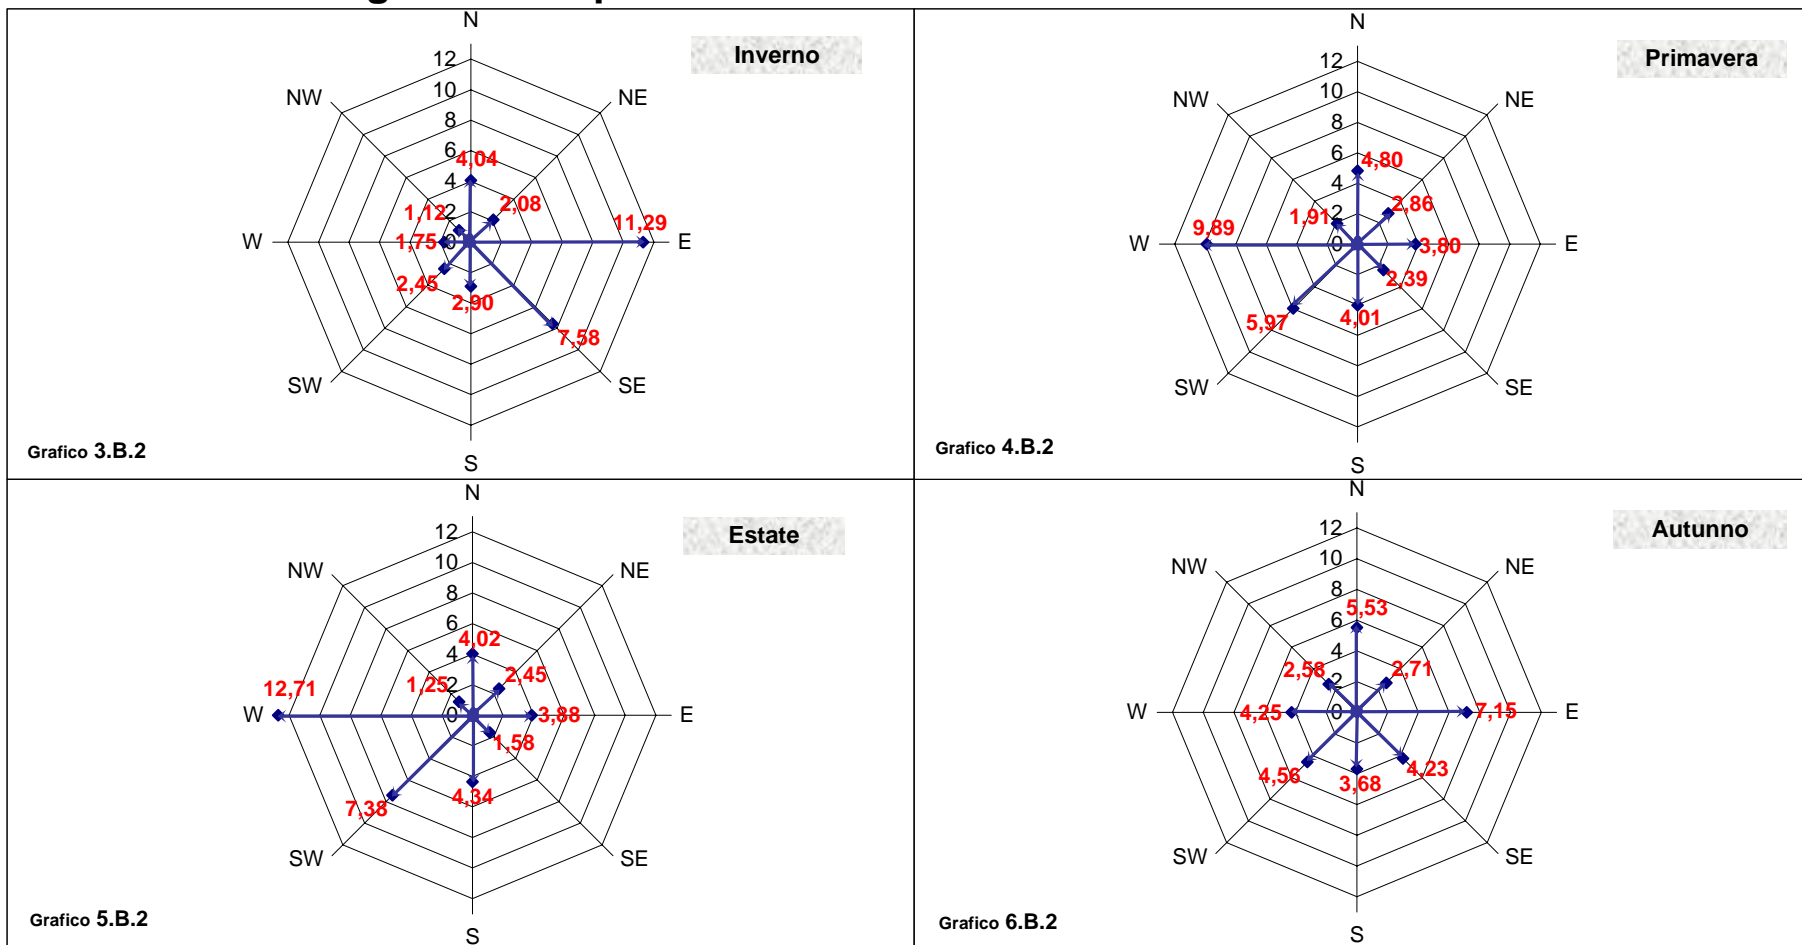 N
Inverno
12
10
8
6
4
2
NW
NE
W
E
SW
SE
S
4,04
2,08
11,29
7,58
2,90
2,45
1,75
1,12
Grafico 3.B.2
N
Primavera
12
10
8
6
4
2
0
NW
NE
W
E
SW
SE
S
4,80
2,86
3,80
2,39
4,01
5,97
9,89
1,91
Grafico 4.B.2
N
Estate
12
10
8
6
4
2
0
NW
NE
W
E
SW
SE
S
4,02
2,45
3,88
1,58
4,34
7,38
12,71
1,25
Grafico 5.B.2
N
Autunno
12
10
8
6
4
2
0
NW
NE
W
E
SW
SE
S
5,53
2,71
7,15
4,23
3,68
4,56
4,25
2,58
Grafico 6.B.2